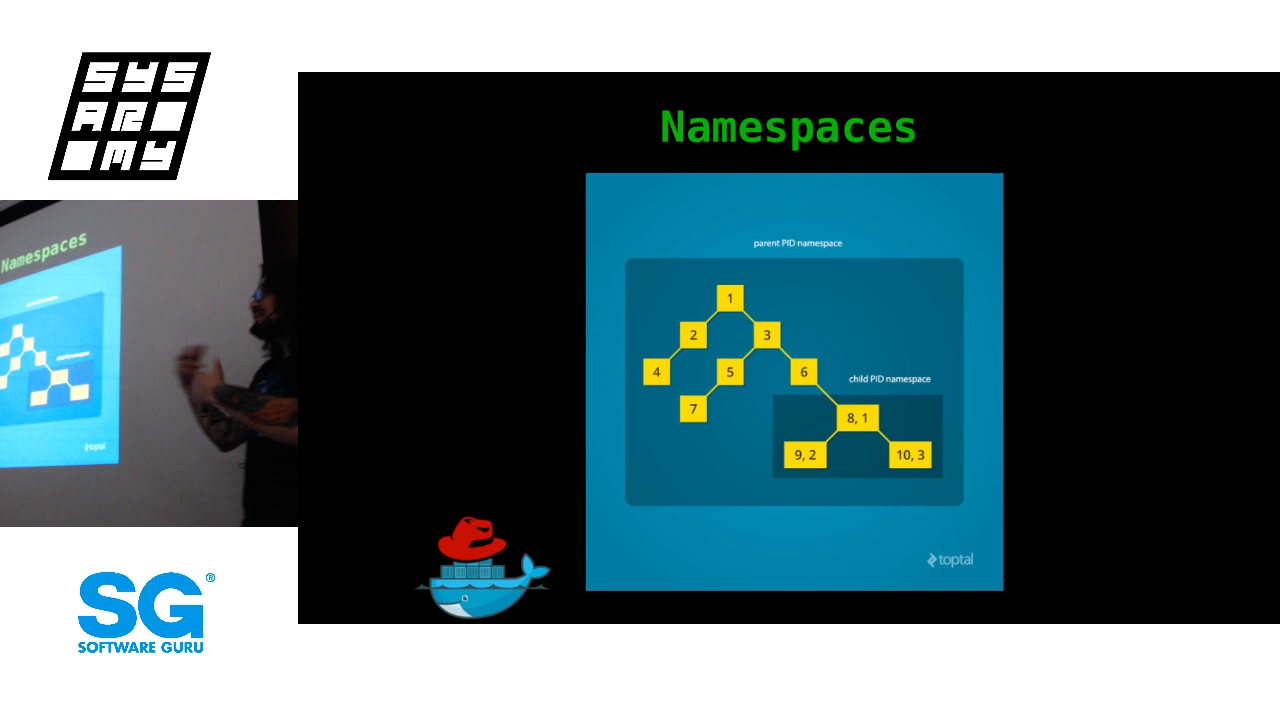 SYS
AR
MY
Namespaces
parent PID namespace
1
2
3
4
5
6
child PID namespace
7
8, 1
9, 2
10, 3
toptal
Namespaces
toptal
SG®
SOFTWARE GURU